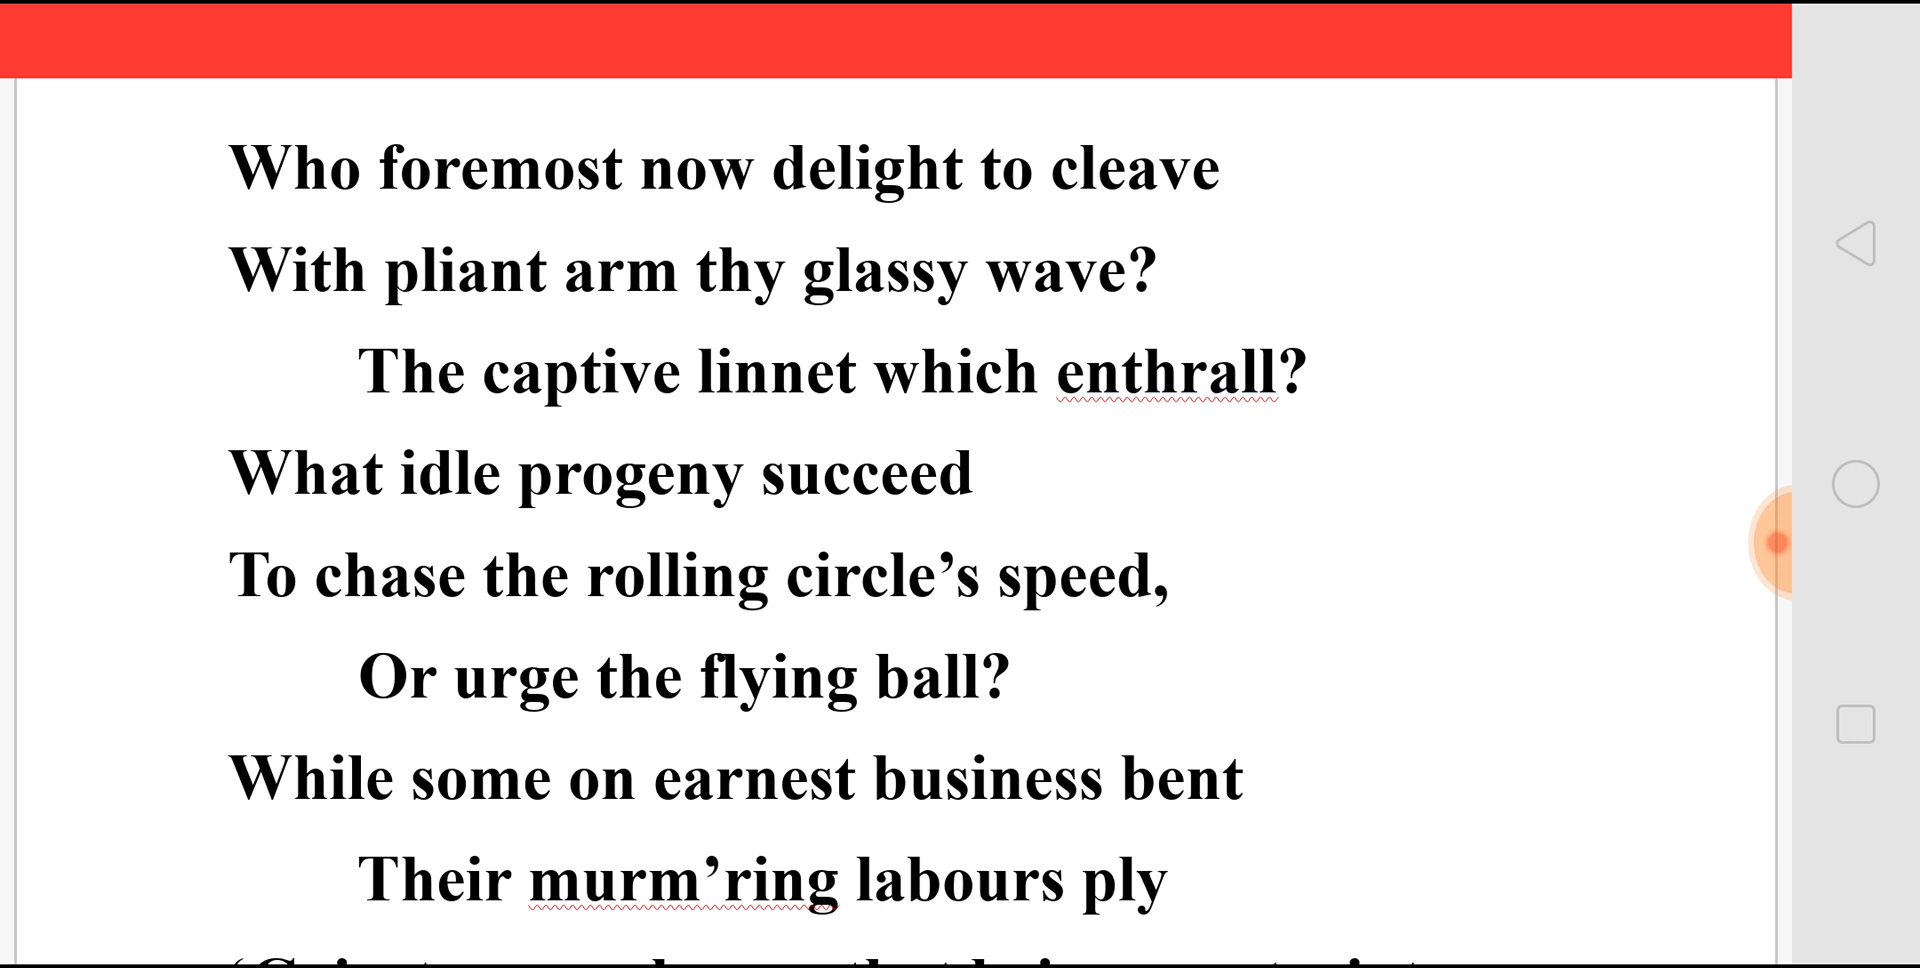 Who foremost now delight to cleave
With pliant arm thy glassy wave?
The captive linnet which enthrall?
What idle progeny succeed
To chase the rolling circle’s speed,
Or urge the flying ball?
While some on earnest business bent
Their murm’ring labours ply